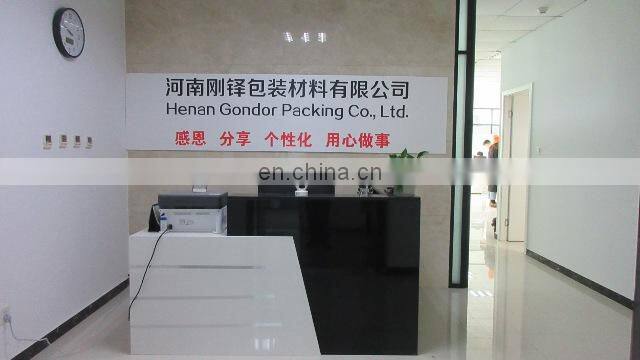 河南刚铎包装材料有限公司
Henan Gondor Packing Co., Ltd.
感恩 分享 个性化 用心做事
en.china.cn